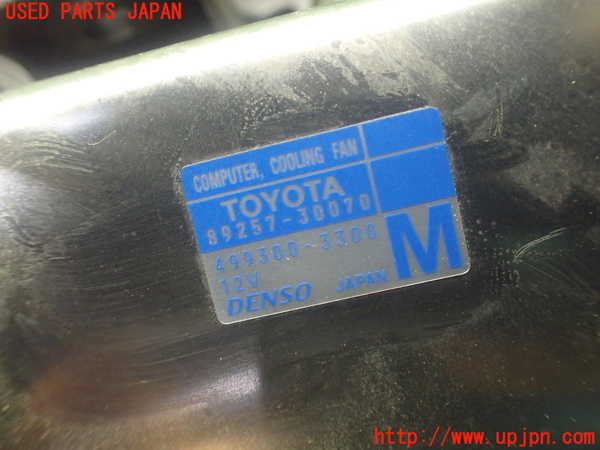 USED PARTS JAPAN
COMPUTER, COOLING FAN
TOYOTA
89257-30070
499300-3300
12V
DENSO JAPAN M
http://www.upjpn.com/